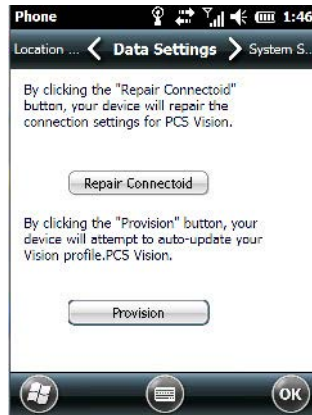 Phone 1:46
Location ... Data Settings System S...
By clicking the "Repair Connectoid"
button, your device will repair the
connection settings for PCS Vision.
Repair Connectoid
By clicking the "Provision" button, your
device will attempt to auto-update your
Vision profile.PCS Vision.
Provision
OK